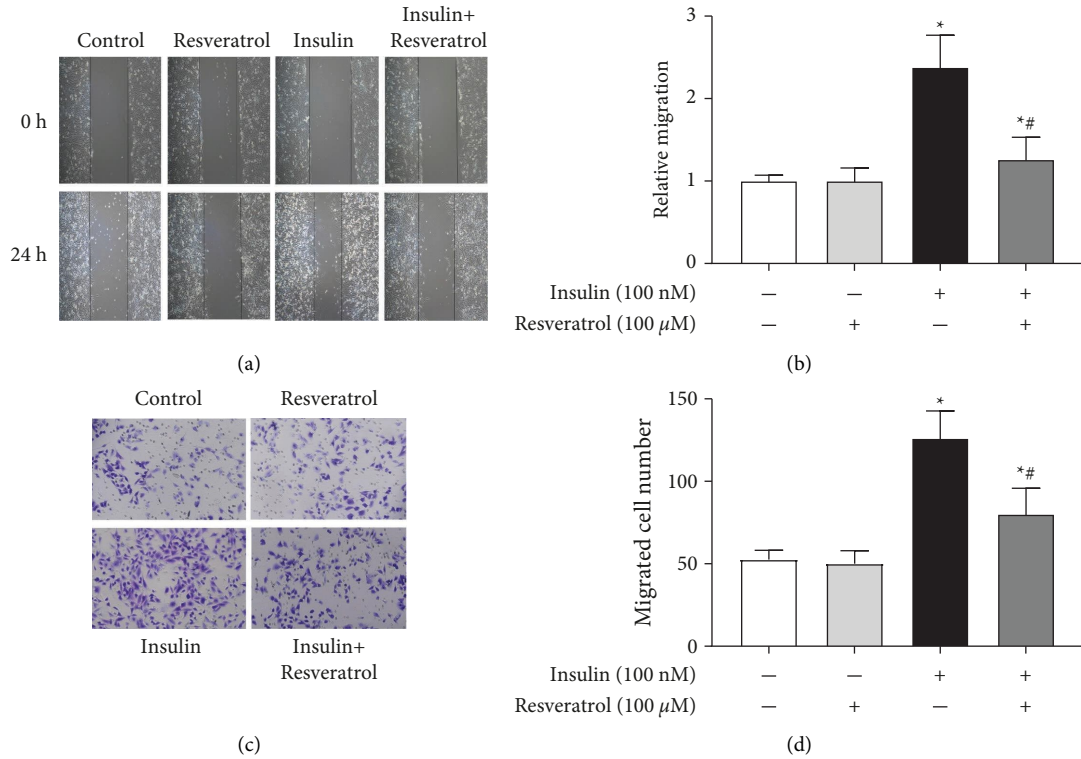 Control
Resveratrol
Insulin
Insulin+
Resveratrol
0 h
24 h
(a)
3
2
1
0
Relative migration
*
*#
Insulin (100 nM) — — + +
Resveratrol (100 μM) — + — +
(b)
Control
Resveratrol
Insulin
Insulin+
Resveratrol
(c)
150
100
50
0
Migrated cell number
*
*#
Insulin (100 nM) — — + +
Resveratrol (100 μM) — + — +
(d)